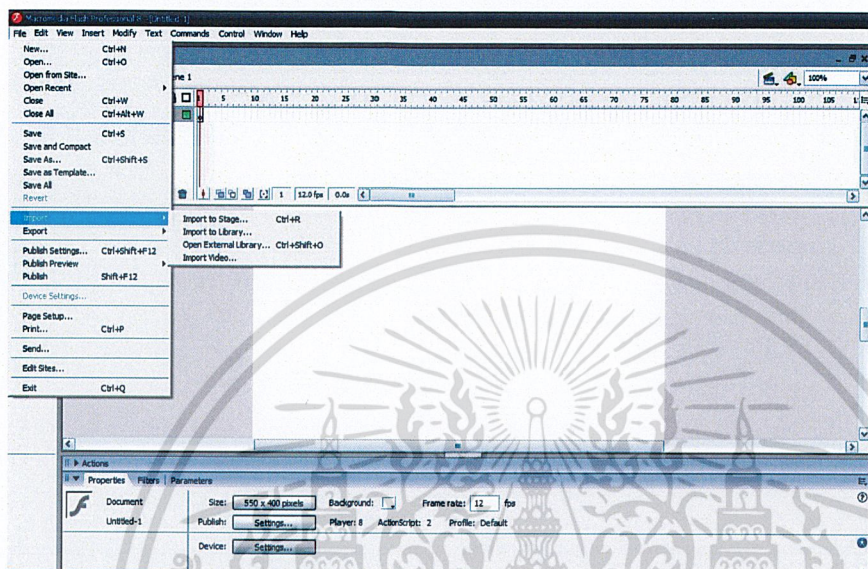 Macromedia Flash Professional 8 - [Untitled-1]
File Edit View Insert Modify Text Commands Control Window Help
New... Ctrl+N
Open... Ctrl+O
Open from Site...
Open Recent
Close Ctrl+W
Close All Ctrl+Alt+W
Save Ctrl+S
Save and Compact
Save As... Ctrl+Shift+S
Save as Template...
Save All
Revert
Import
Export
Publish Settings... Ctrl+Shift+F12
Publish Preview
Publish Shift+F12
Device Settings...
Page Setup...
Print... Ctrl+P
Send...
Edit Sites...
Exit Ctrl+Q
Import to Stage... Ctrl+R
Import to Library...
Open External Library... Ctrl+Shift+O
Import Video...
ene 1
100%
5 10 15 20 25 30 35 40 45 50 55 60 65 70 75 80 85 90 95 100 105
1 12.0 fps 0.0s
Actions
Properties Filters Parameters
Document Size: 550 x 400 pixels Background: Frame rate: 12 fps
Untitled-1 Publish: Settings... Player: 8 ActionScript: 2 Profile: Default
Device: Settings...